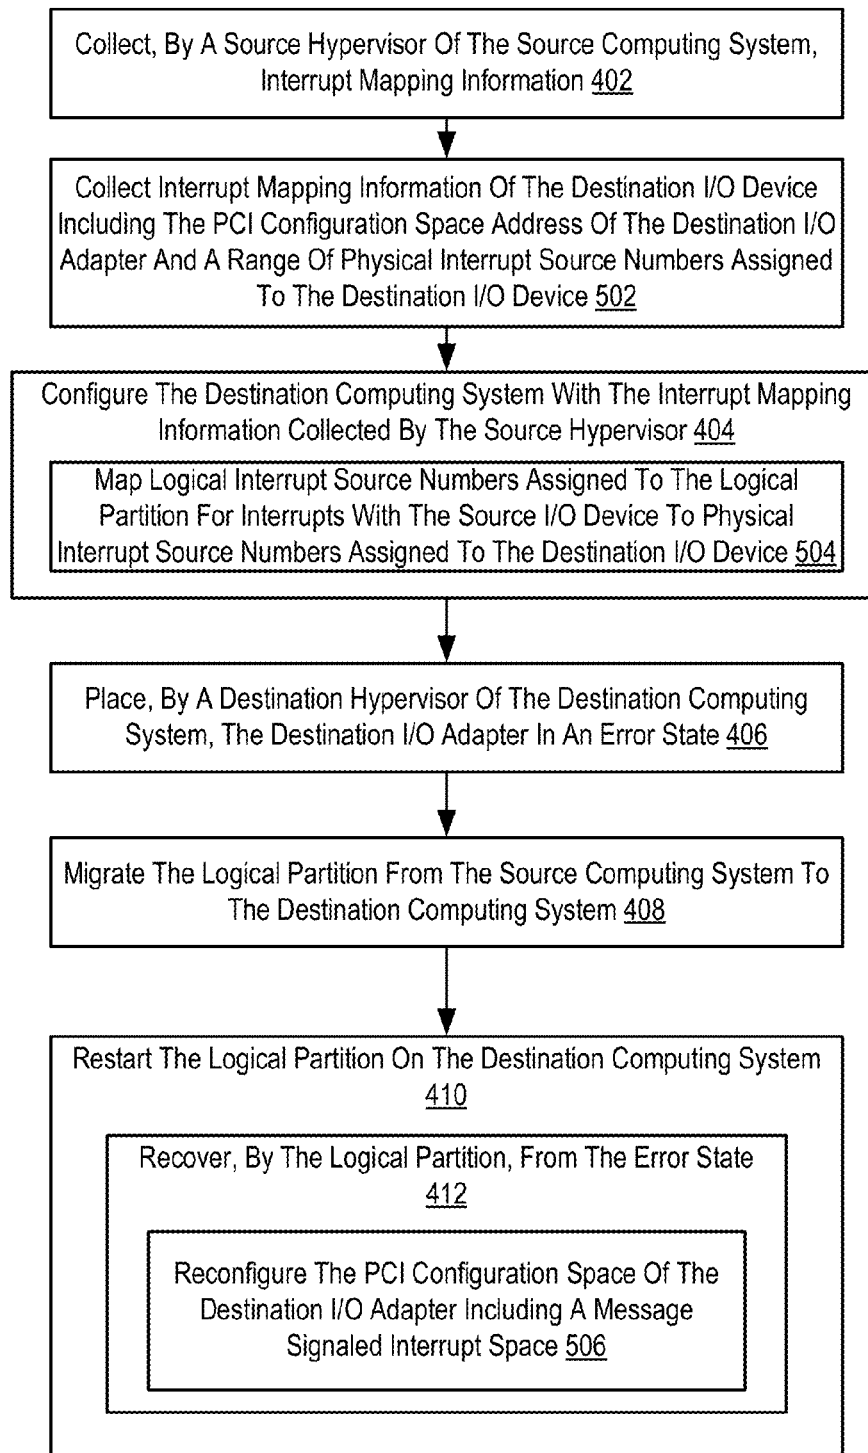 Collect, By A Source Hypervisor Of The Source Computing System,
Interrupt Mapping Information 402
Collect Interrupt Mapping Information Of The Destination I/O Device
Including The PCI Configuration Space Address Of The Destination I/O
Adapter And A Range Of Physical Interrupt Source Numbers Assigned
To The Destination I/O Device 502
Configure The Destination Computing System With The Interrupt Mapping
Information Collected By The Source Hypervisor 404
Map Logical Interrupt Source Numbers Assigned To The Logical
Partition For Interrupts With The Source I/O Device To Physical
Interrupt Source Numbers Assigned To The Destination I/O Device 504
Place, By A Destination Hypervisor Of The Destination Computing
System, The Destination I/O Adapter In An Error State 406
Migrate The Logical Partition From The Source Computing System To
The Destination Computing System 408
Restart The Logical Partition On The Destination Computing System
410
Recover, By The Logical Partition, From The Error State
412
Reconfigure The PCI Configuration Space Of The
Destination I/O Adapter Including A Message
Signaled Interrupt Space 506